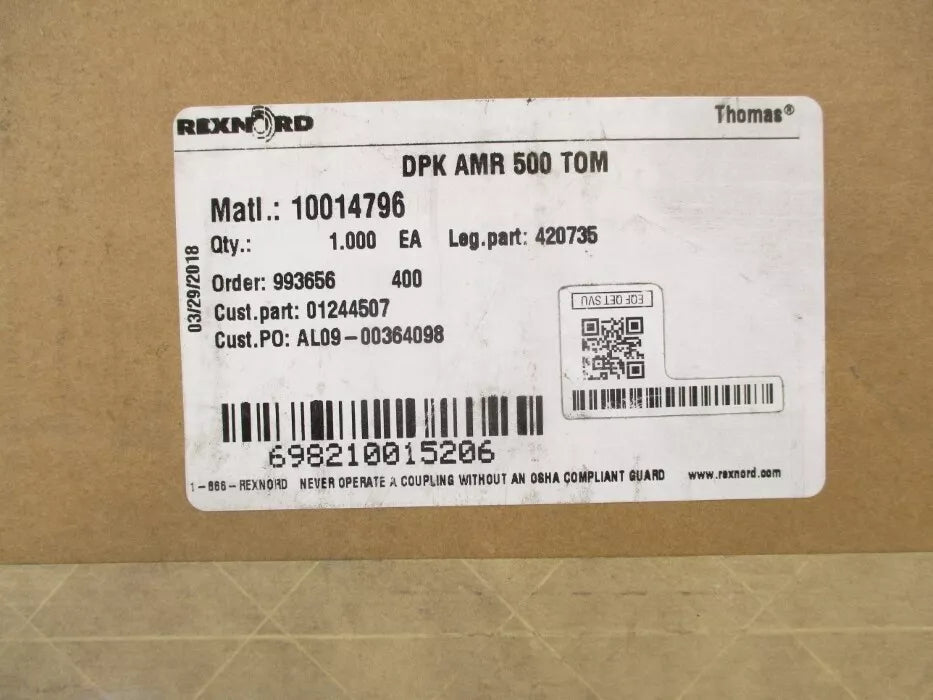 REXNORD
Thomas®
DPK AMR 500 TOM
Matl.: 10014796
Qty.: 1.000 EA Leg.part: 420735
Order: 993656 400
Cust.part: 01244507
Cust.PO: AL09-00364098
03/29/2018
EQF QET SVU
698210015206
1-866-REXNORD NEVER OPERATE A COUPLING WITHOUT AN OSHA COMPLIANT GUARD www.rexnord.com